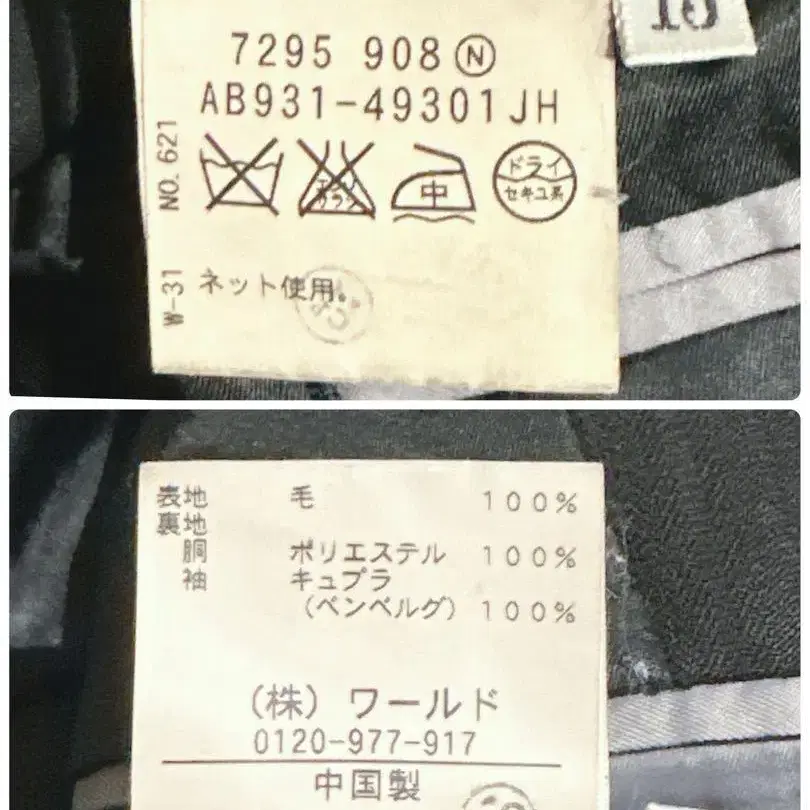 7295 908 Ⓝ
AB931-49301JH
NO. 621
中
ドライ
セキユ系
W-31
ネット使用。
表地 毛 100%
裏地
胴 ポリエステル 100%
袖 キュプラ
(ベンベルグ) 100%
(株) ワールド
0120-977-917
中国製